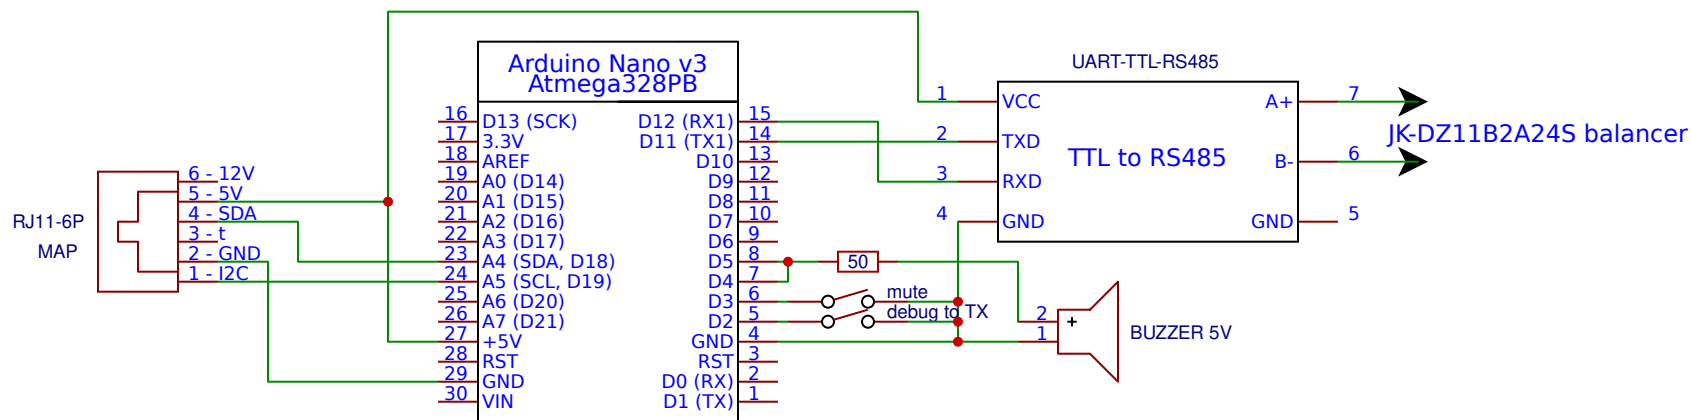 Arduino Nano v3
Atmega328PB
UART-TTL-RS485
16 D13 (SCK) D12 (RX1) 15
17 3.3V D11 (TX1) 14
18 AREF D10 13
19 A0 (D14) D9 12
20 A1 (D15) D8 11
21 A2 (D16) D7 10
22 A3 (D17) D6 9
23 A4 (SDA, D18) D5 8
24 A5 (SCL, D19) D4 7
25 A6 (D20) D3 6
26 A7 (D21) D2 5
27 +5V GND 4
28 RST RST 3
29 GND D0 (RX) 2
30 VIN D1 (TX) 1
RJ11-6P
MAP
6 - 12V
5 - 5V
4 - SDA
3 - t
2 - GND
1 - I2C
1 VCC A+ 7
2 TXD
TTL to RS485
B- 6
3 RXD
4 GND GND 5
JK-DZ11B2A24S balancer
50
mute
debug to TX
2 +
1
BUZZER 5V